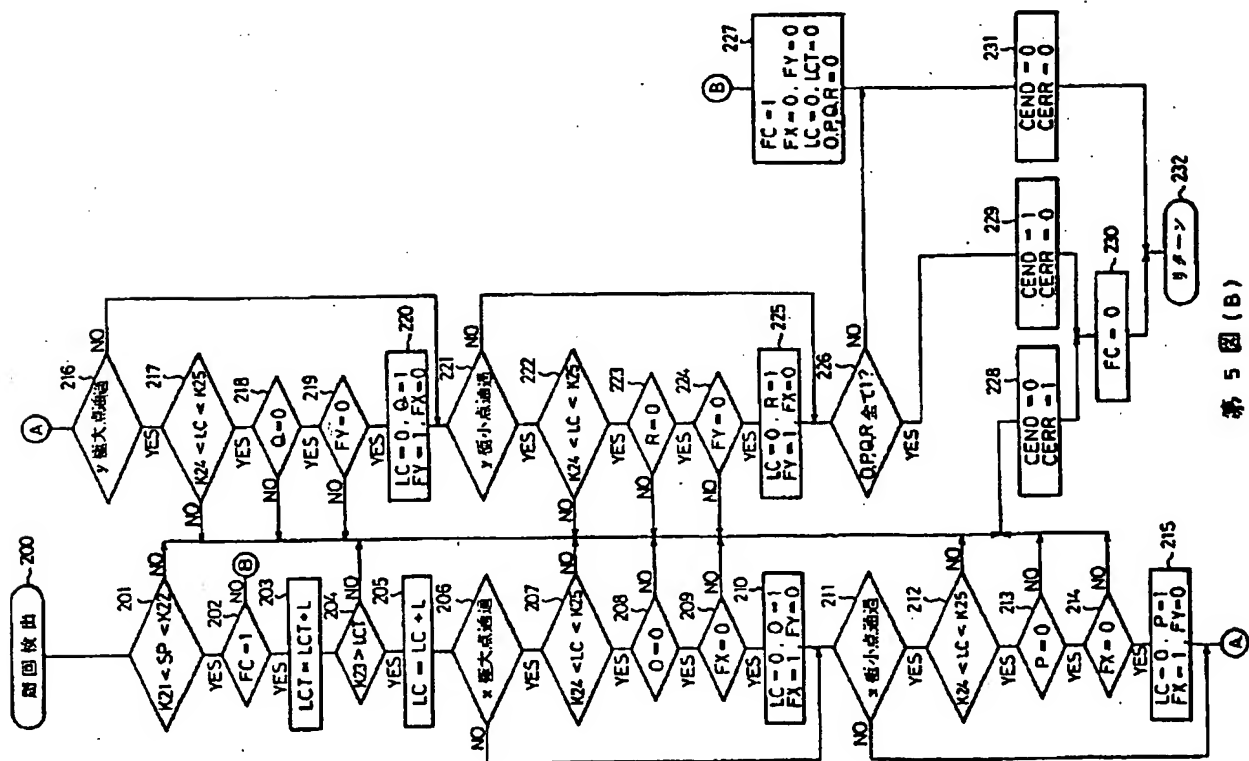 周回検出
200
K21<SP<K22
201
NO
YES
FC=1
202
NO
B
YES
LCT=LCT+L
203
K23>LCT
204
NO
YES
LC=LC+L
205
x極大点通過
206
NO
YES
K24<LC<K25
207
NO
YES
O=0
208
NO
YES
FX=0
209
NO
YES
LC=0, O=1
FX=1, FY=0
210
x極小点通過
211
NO
YES
K24<LC<K25
212
NO
YES
P=0
213
NO
YES
FX=0
214
NO
YES
LC=0, P=1
FX=1, FY=0
215
A
A
y極大点通過
216
NO
YES
K24<LC<K25
217
NO
YES
Q=0
218
NO
YES
FY=0
219
NO
YES
LC=0, Q=1
FY=1, FX=0
220
y極小点通過
221
NO
YES
K24<LC<K25
222
NO
YES
R=0
223
NO
YES
FY=0
224
NO
YES
LC=0, R=1
FY=1, FX=0
225
O,P,Q,R全て1?
226
NO
YES
B
FC=1
FX=0, FY=0
LC=0, LCT=0
O,P,Q,R=0
227
CEND=0
CERR=1
228
CEND=1
CERR=0
229
FC=0
230
CEND=0
CERR=0
231
リターン
232
第5図(B)